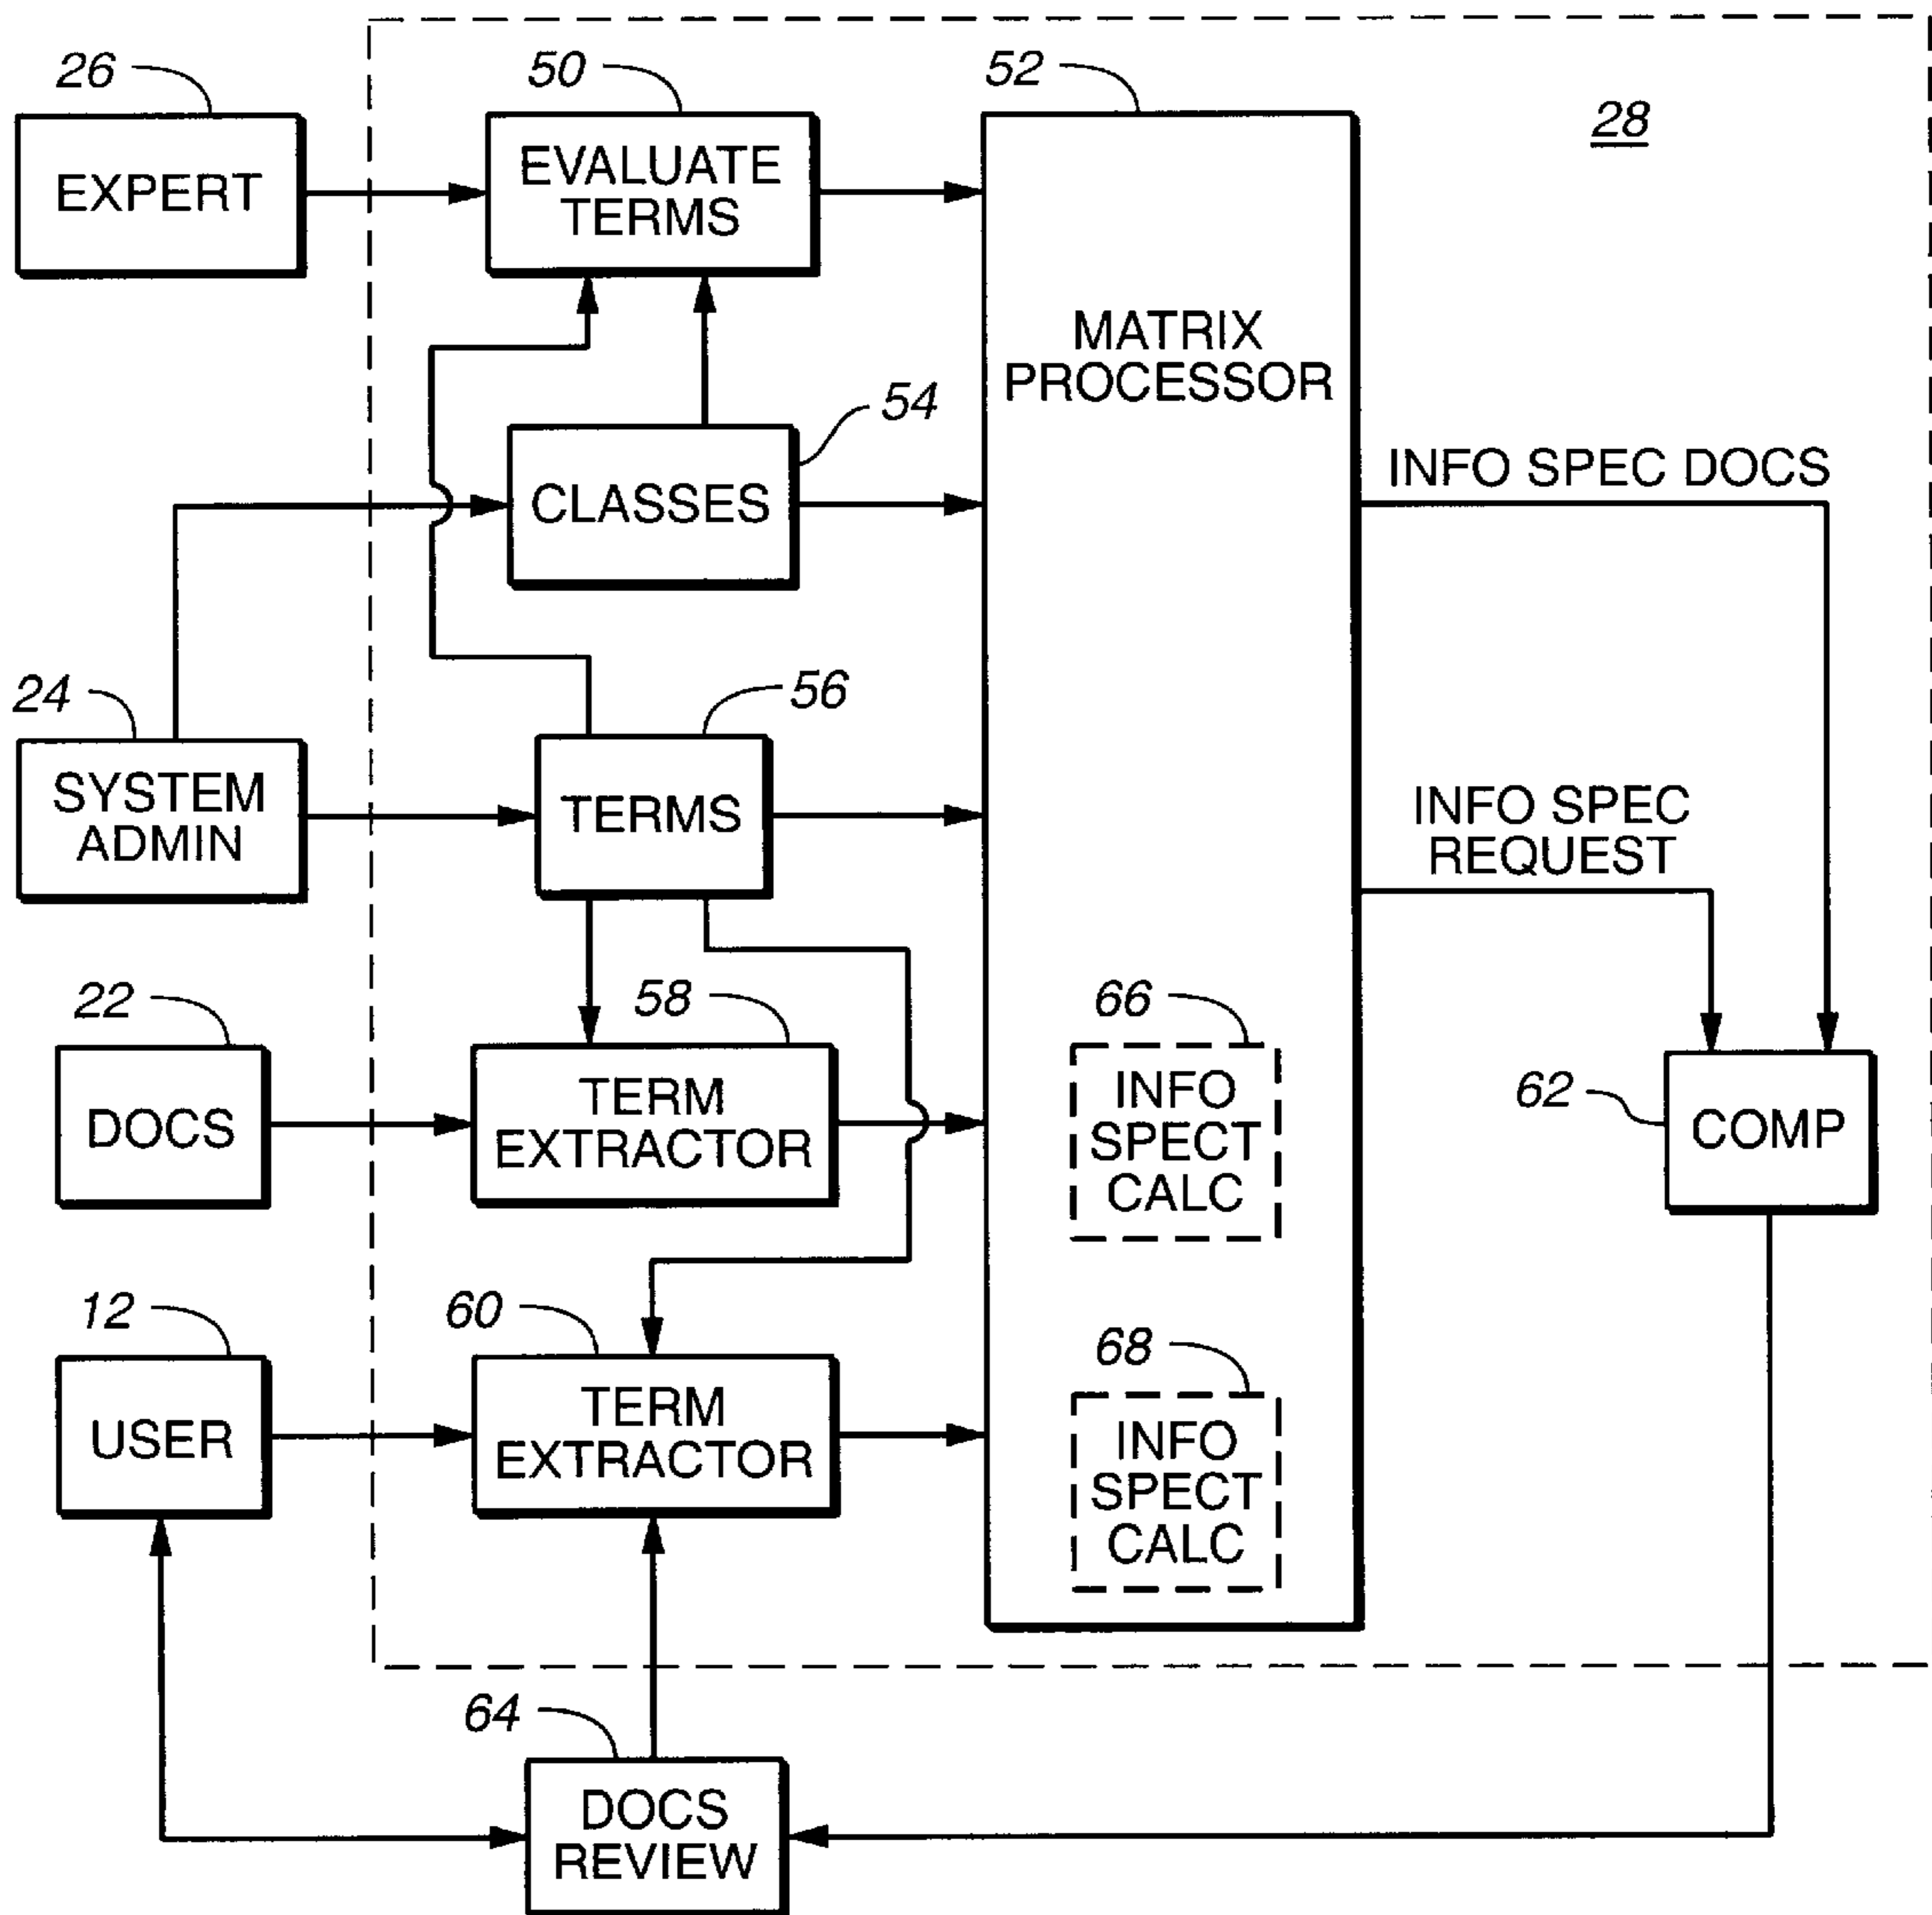 26
50
52
28
EXPERT
EVALUATE
TERMS
MATRIX
PROCESSOR
54
CLASSES
INFO SPEC DOCS
24
56
SYSTEM
ADMIN
TERMS
INFO SPEC
REQUEST
22
58
66
DOCS
TERM
EXTRACTOR
INFO
SPECT
CALC
62
COMP
12
60
68
USER
TERM
EXTRACTOR
INFO
SPECT
CALC
64
DOCS
REVIEW